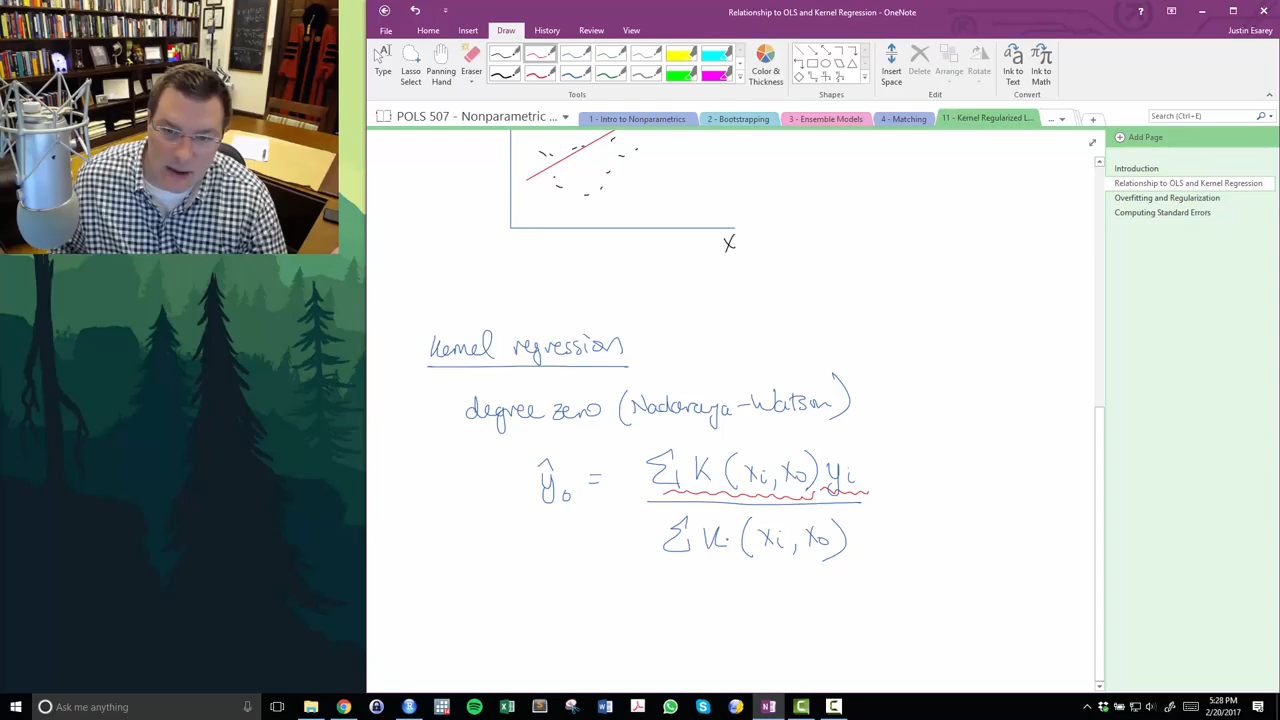 Relationship to OLS and Kernel Regression - OneNote
Justin Esarey
File Home Insert Draw History Review View
Type
Lasso Select
Panning Hand
Eraser
Color & Thickness
Insert Space
Delete
Arrange
Rotate
Ink to Text
Ink to Math
Tools
Shapes
Edit
Convert
POLS 507 - Nonparametric ...
1 - Intro to Nonparametrics
2 - Bootstrapping
3 - Ensemble Models
4 - Matching
11 - Kernel Regularized L...
Search (Ctrl+E)
Add Page
Introduction
Relationship to OLS and Kernel Regression
Overfitting and Regularization
Computing Standard Errors
X
Kernel regression
degree zero (Nadaraya-Watson)
ŷ₀ = Σ K (xi, x₀) yi
Σ K · (xi, x₀)
Ask me anything
5:28 PM
2/20/2017